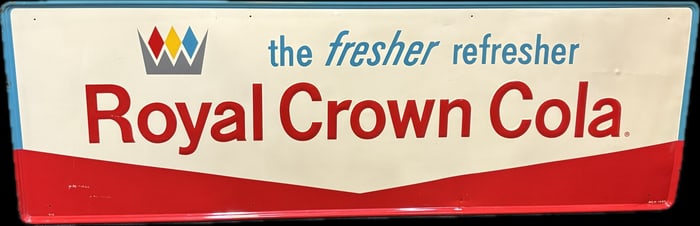 the fresher refresher
Royal Crown Cola®